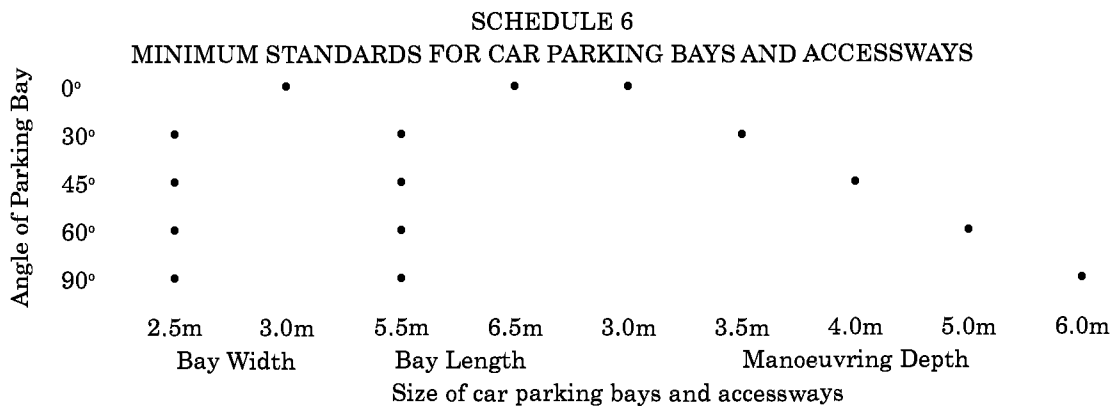 SCHEDULE 6
MINIMUM STANDARDS FOR CAR PARKING BAYS AND ACCESSWAYS
Angle of Parking Bay
0°
30°
45°
60°
90°
2.5m 3.0m 5.5m 6.5m 3.0m 3.5m 4.0m 5.0m 6.0m
Bay Width Bay Length Manoeuvring Depth
Size of car parking bays and accessways